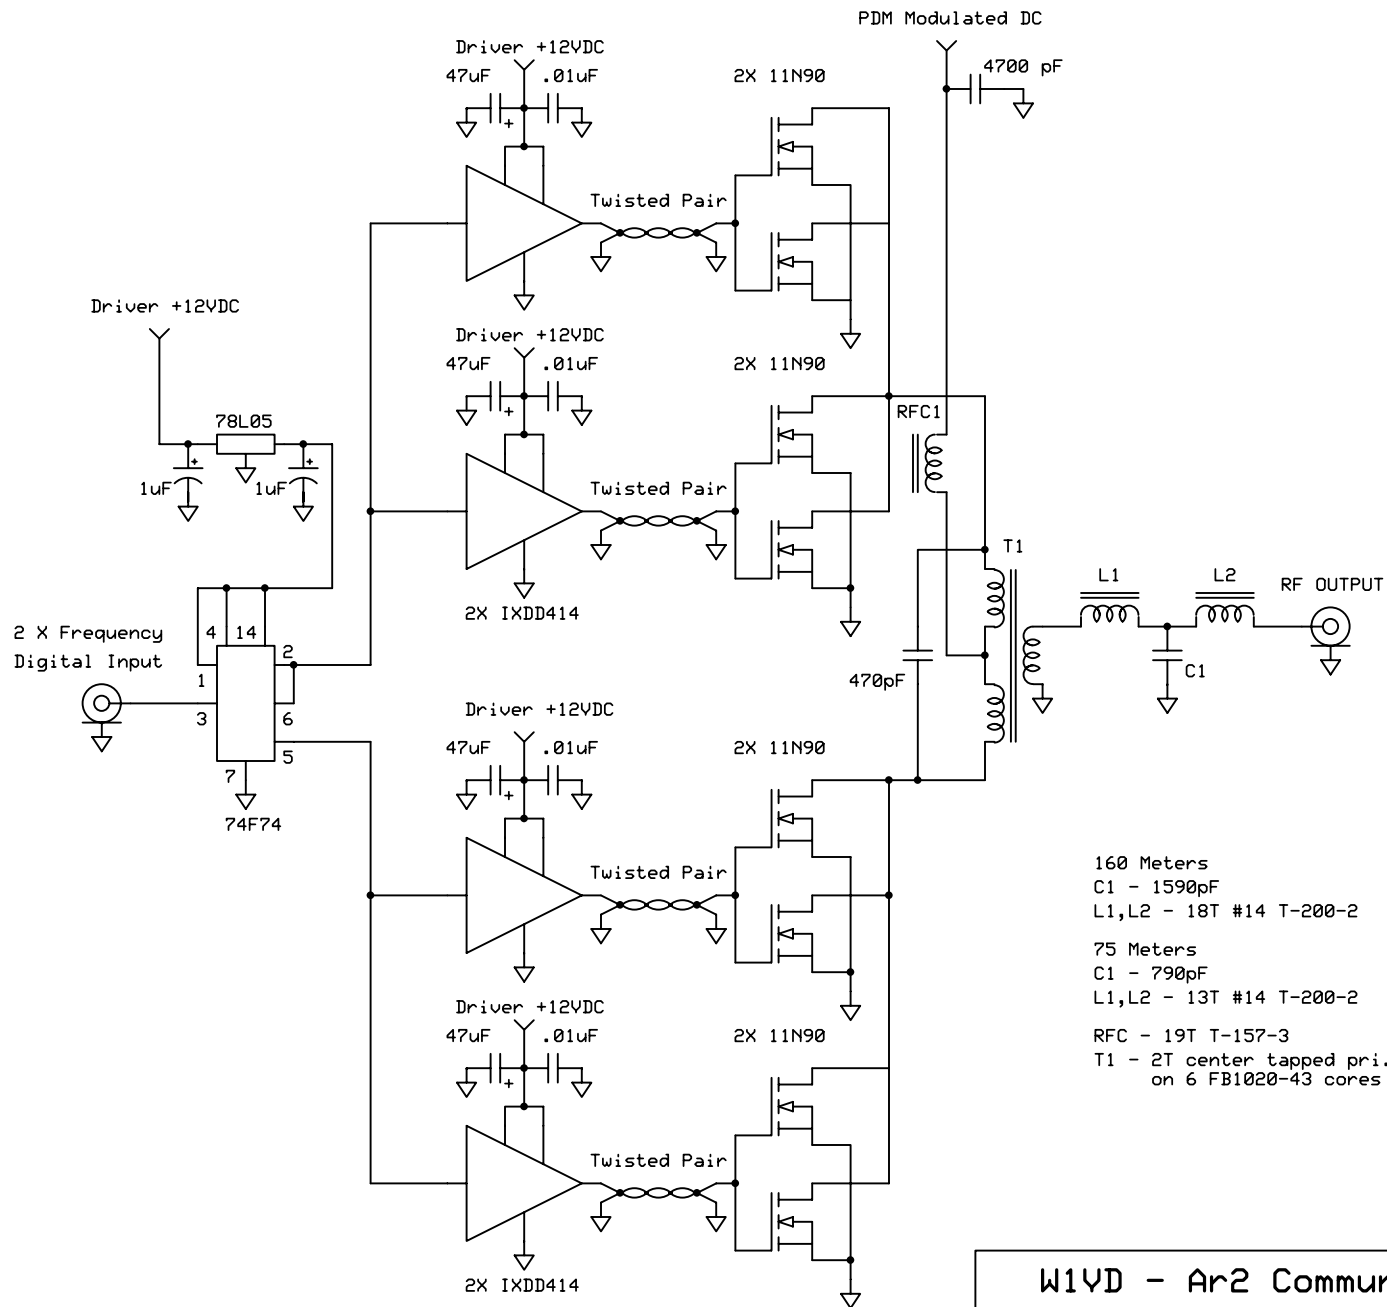 PDM Modulated DC
4700 pF
Driver +12VDC
47uF
.01uF
+
2X 11N90
Twisted Pair
Driver +12VDC
Driver +12VDC
47uF
.01uF
+
2X 11N90
Twisted Pair
2X IXDD414
78L05
+
+
1uF
1uF
RFC1
T1
L1
L2
RF OUTPUT
C1
470pF
2 X Frequency
Digital Input
4
14
2
1
3
6
5
7
74F74
Driver +12VDC
47uF
.01uF
+
2X 11N90
Twisted Pair
Driver +12VDC
47uF
.01uF
+
2X 11N90
Twisted Pair
2X IXDD414
160 Meters
C1 - 1590pF
L1,L2 - 18T #14 T-200-2
75 Meters
C1 - 790pF
L1,L2 - 13T #14 T-200-2
RFC - 19T T-157-3
T1 - 2T center tapped pri.
on 6 FB1020-43 cores
W1VD - Ar2 Commu